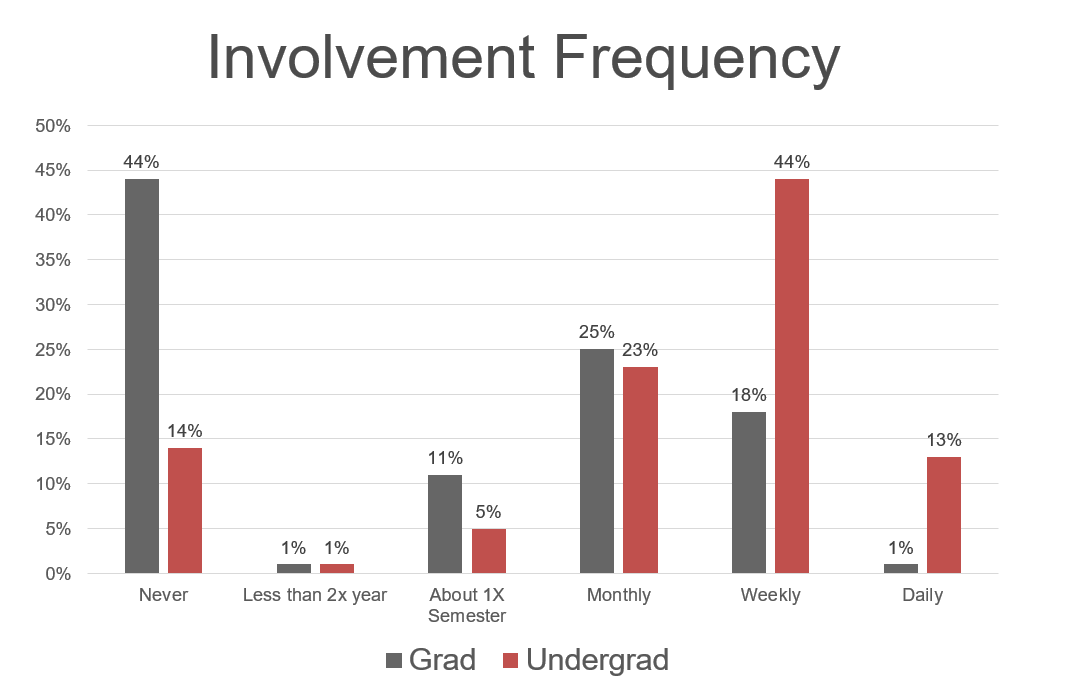 Involvement Frequency
50%
45%
40%
35%
30%
25%
20%
15%
10%
5%
0%
44%
14%
1%
1%
11%
5%
25%
23%
18%
44%
1%
13%
Never
Less than 2x year
About 1X
Semester
Monthly
Weekly
Daily
Grad
Undergrad